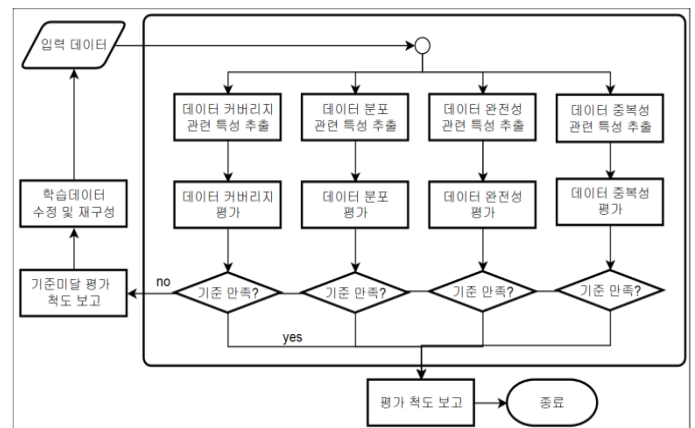 입력 데이터
데이터 커버리지
관련 특성 추출
데이터 분포
관련 특성 추출
데이터 완전성
관련 특성 추출
데이터 중복성
관련 특성 추출
데이터 커버리지
평가
데이터 분포
평가
데이터 완전성
평가
데이터 중복성
평가
학습데이터
수정 및 재구성
기준미달 평가
척도 보고
no
기준 만족?
기준 만족?
기준 만족?
기준 만족?
yes
평가 척도 보고
종료